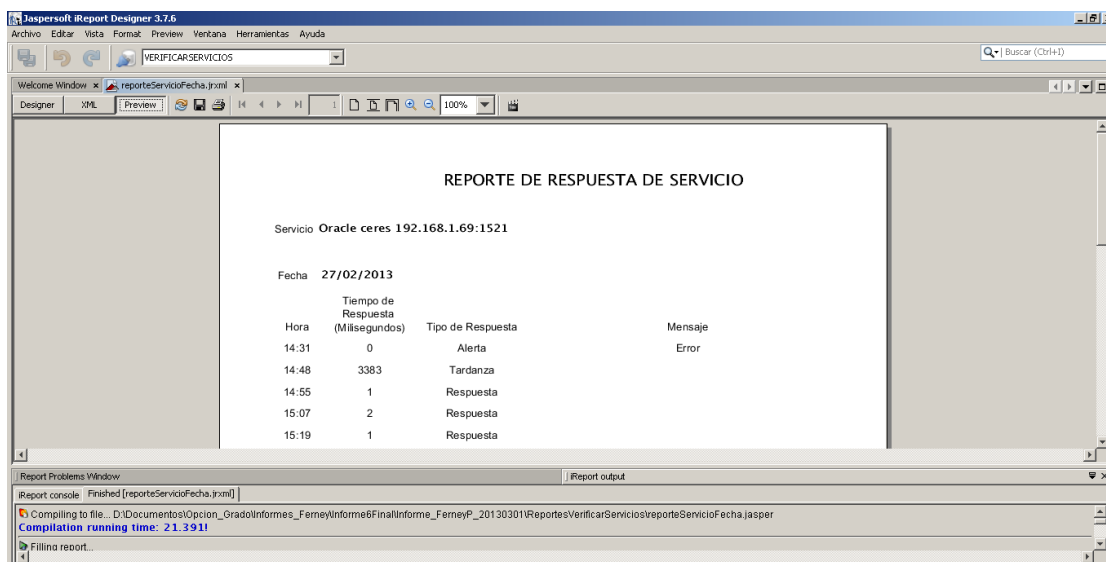 Jaspersoft iReport Designer 3.7.6
Archivo Editar Vista Format Preview Ventana Herramientas Ayuda
VERIFICARSERVICIOS
Buscar (Ctrl+I)
Welcome Window x reporteServicioFecha.jrxml x
Designer XML Preview 1 100%
REPORTE DE RESPUESTA DE SERVICIO
Servicio Oracle ceres 192.168.1.69:1521
Fecha 27/02/2013
Tiempo de
Respuesta
Hora (Milisegundos) Tipo de Respuesta Mensaje
14:31 0 Alerta Error
14:48 3383 Tardanza
14:55 1 Respuesta
15:07 2 Respuesta
15:19 1 Respuesta
Report Problems Window iReport output
iReport console Finished [reporteServicioFecha.jrxml]
Compiling to file... D:\Documentos\Opcion_Grado\Informes_Ferney\Informe6Final\Informe_FerneyP_20130301\ReportesVerificarServicios\reporteServicioFecha.jasper
Compilation running time: 21.391!
Filling report...